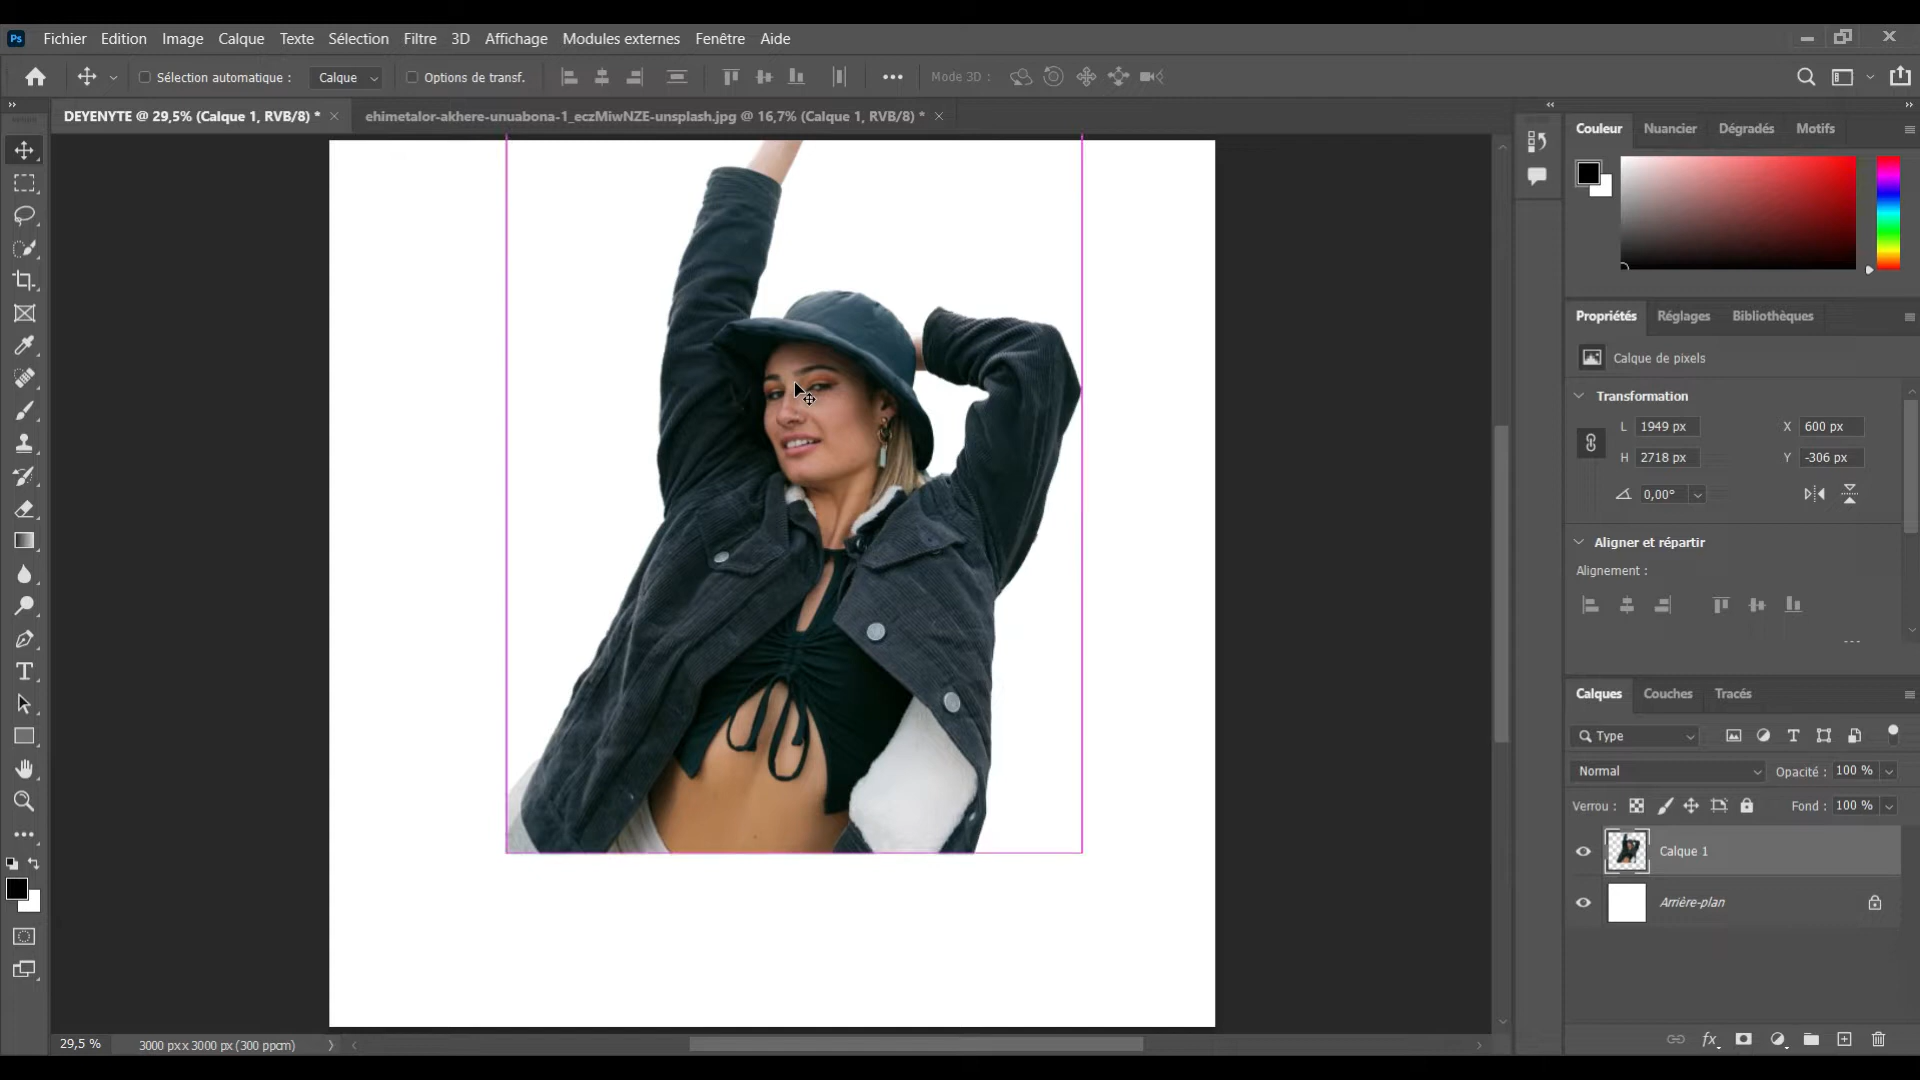 Ps Fichier Edition Image Calque Texte Sélection Filtre 3D Affichage Modules externes Fenêtre Aide
Sélection automatique : Calque Options de transf. Mode 3D :
DEYENYTE @ 29,5% (Calque 1, RVB/8) * ehimetalor-akhere-unuabona-1_eczMiwNZE-unsplash.jpg @ 16,7% (Calque 1, RVB/8) *
Couleur Nuancier Dégradés Motifs
Propriétés Réglages Bibliothèques
Calque de pixels
Transformation
L 1949 px X 600 px
H 2718 px Y -306 px
0,00°
Aligner et répartir
Alignement :
Calques Couches Tracés
Type
Normal Opacité : 100 %
Verrou : Fond : 100 %
Calque 1
Arrière-plan
fx
29,5 % 3000 px x 3000 px (300 ppcm)